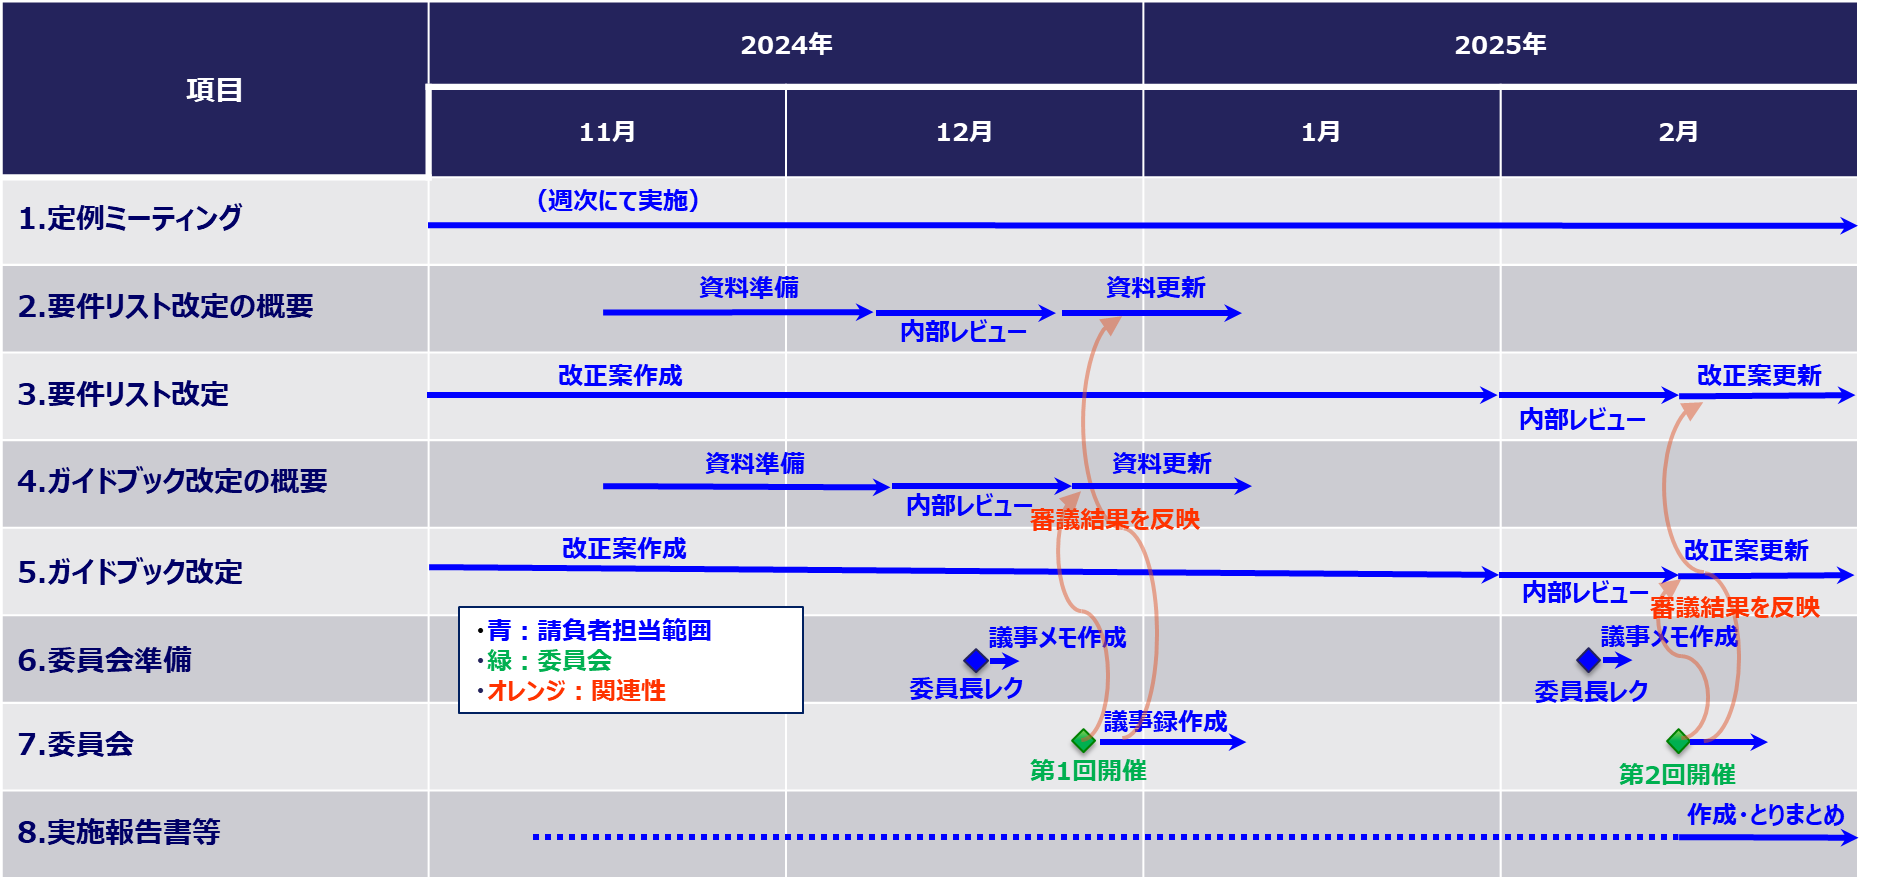 項目
2024年
2025年
11月
12月
1月
2月
1.定例ミーティング
（週次にて実施）
2.要件リスト改定の概要
資料準備
内部レビュー
資料更新
3.要件リスト改定
改正案作成
内部レビュー
改正案更新
4.ガイドブック改定の概要
資料準備
内部レビュー
資料更新
審議結果を反映
5.ガイドブック改定
改正案作成
内部レビュー
改正案更新
審議結果を反映
・青：請負者担当範囲
・緑：委員会
・オレンジ：関連性
6.委員会準備
議事メモ作成
委員長レク
議事メモ作成
委員長レク
7.委員会
議事録作成
第1回開催
第2回開催
8.実施報告書等
作成・とりまとめ